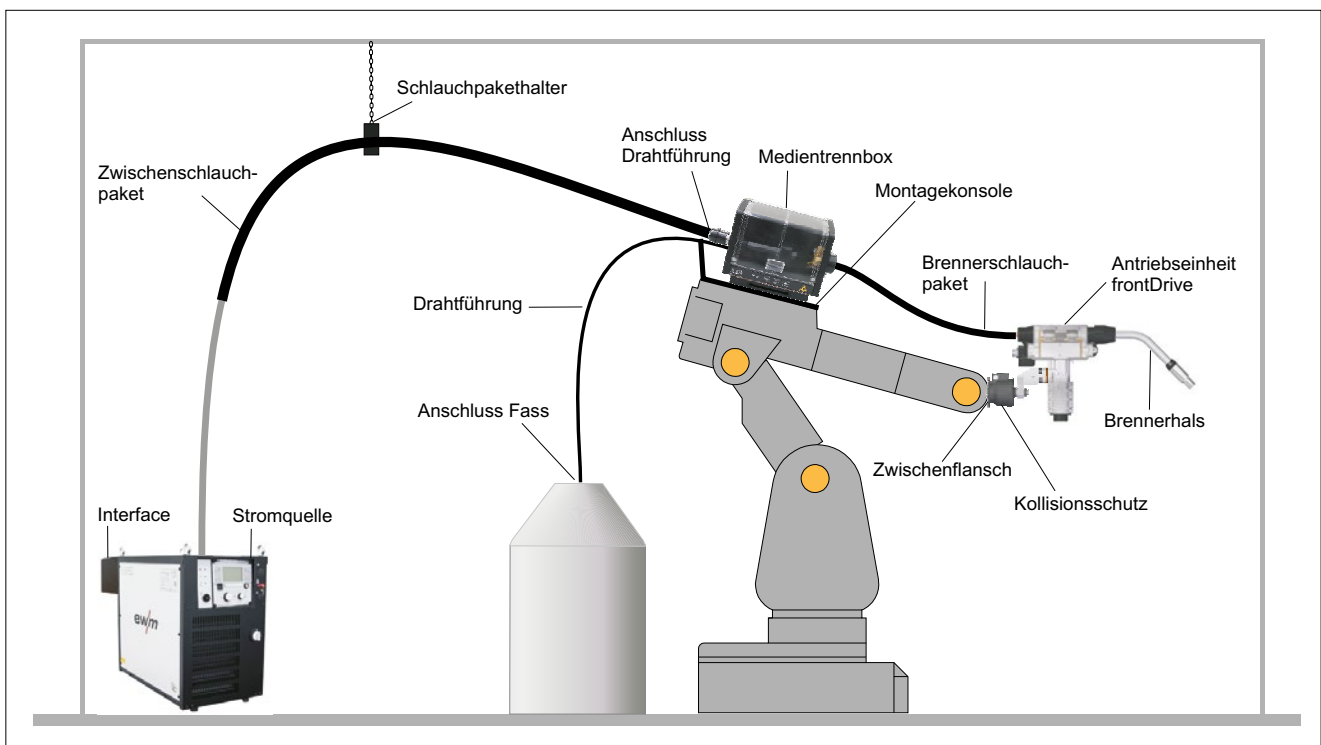 Schlauchpakethalter
Zwischenschlauch-
paket
Anschluss
Drahtführung
Medientrennbox
Montagekonsole
Brennerschlauch-
paket
Antriebseinheit
frontDrive
Drahtführung
Anschluss Fass
Brennerhals
Zwischenflansch
Kollisionsschutz
Interface
Stromquelle
ewm